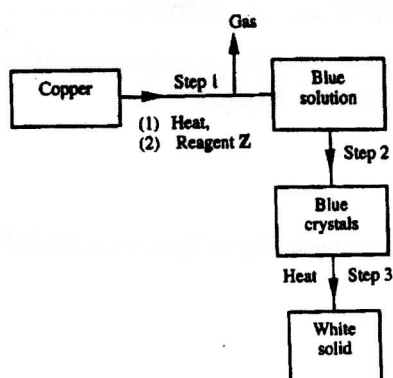 Gas
Copper
Step 1
Blue
solution
(1) Heat,
(2) Reagent Z
Step 2
Blue
crystals
Heat
Step 3
White
solid